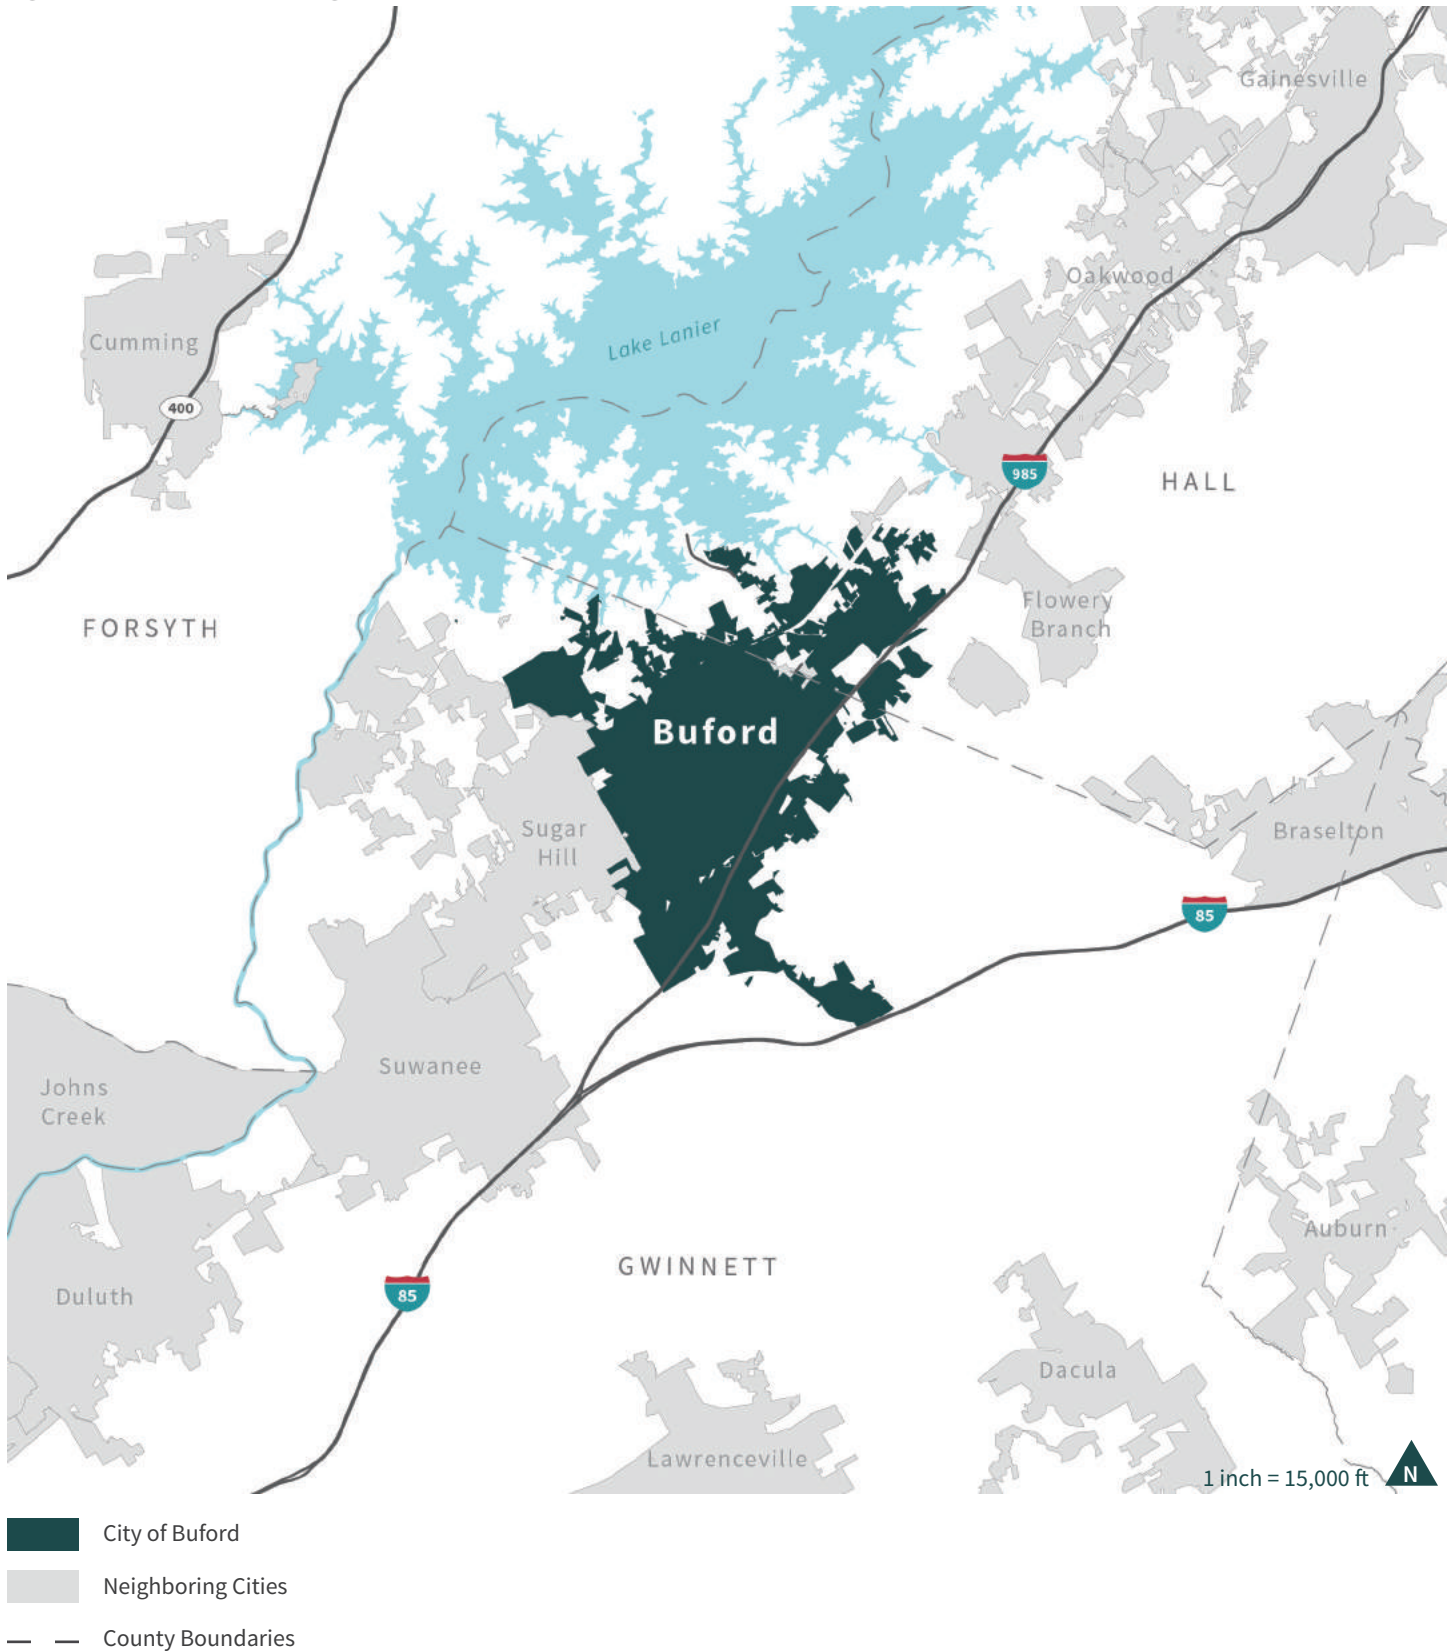 Gainesville
Oakwood
Lake Lanier
Cumming
400
985
HALL
FORSYTH
Flowery
Branch
Buford
Sugar
Hill
Braselton
85
Suwanee
Johns
Creek
Auburn
GWINNETT
Duluth
85
Dacula
Lawrenceville
1 inch = 15,000 ft
N
City of Buford
Neighboring Cities
County Boundaries